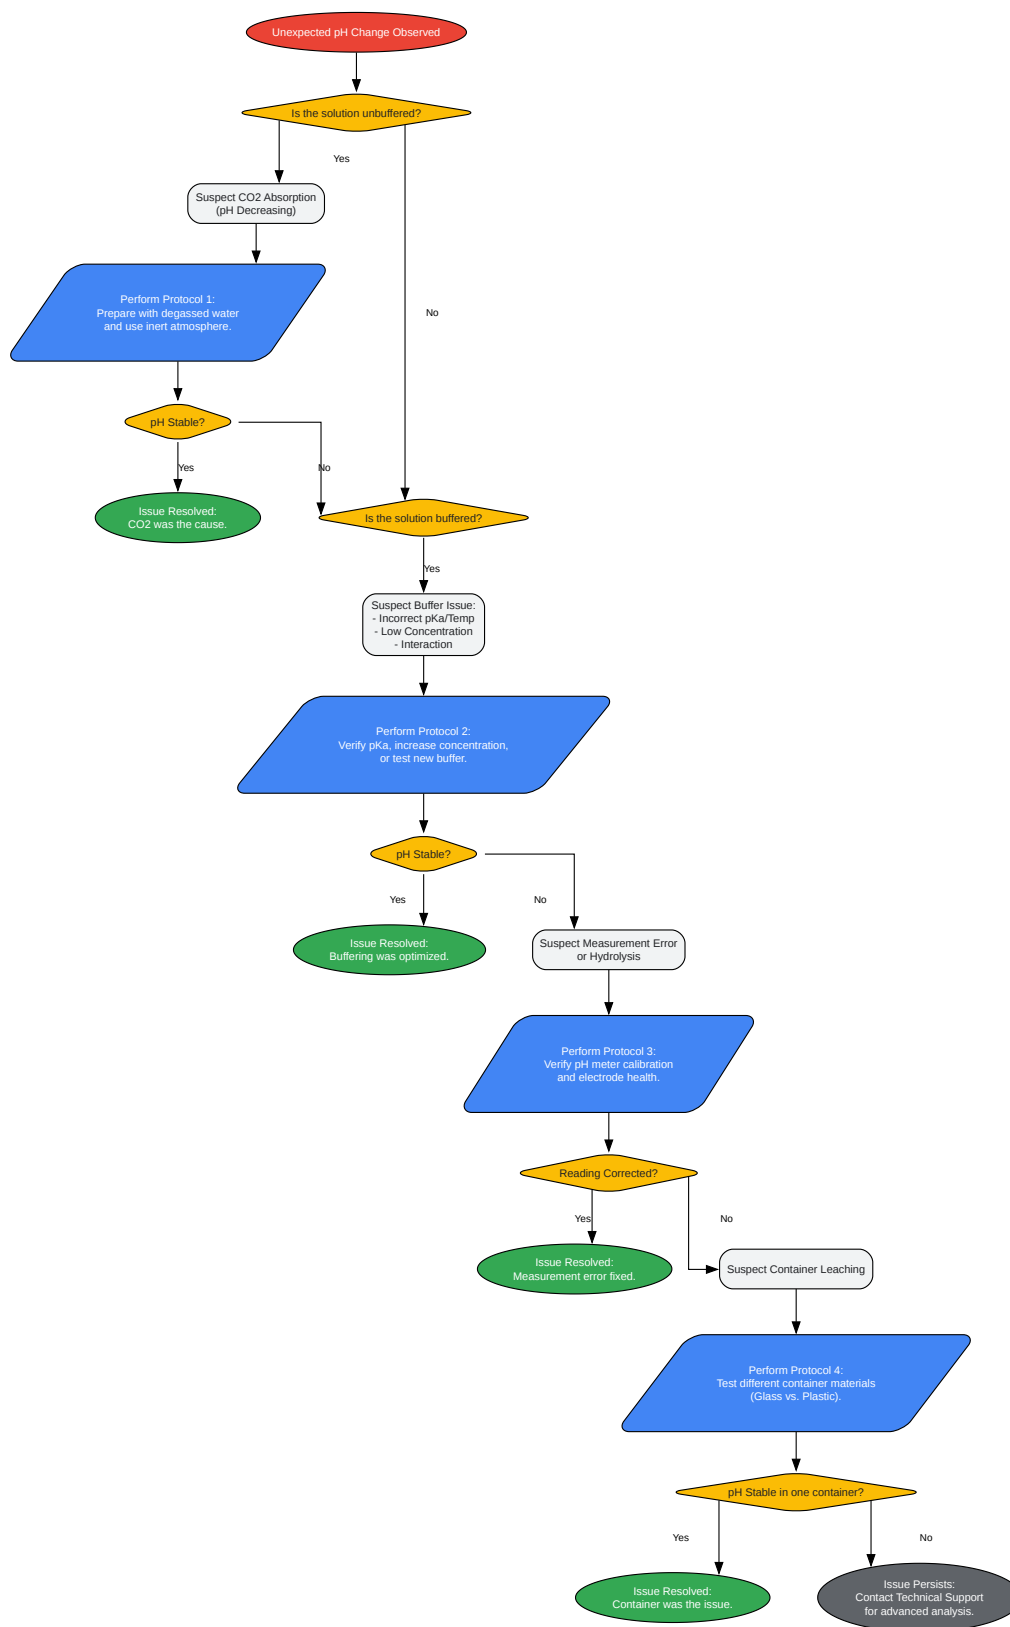 Unexpected pH Change Observed
Is the solution unbuffered?
Yes
Suspect CO2 Absorption
(pH Decreasing)
Perform Protocol 1:
Prepare with degassed water
and use inert atmosphere.
No
pH Stable?
Yes
No
Issue Resolved:
CO2 was the cause.
Is the solution buffered?
Yes
Suspect Buffer Issue:
- Incorrect pKa/Temp
- Low Concentration
- Interaction
Perform Protocol 2:
Verify pKa, increase concentration,
or test new buffer.
pH Stable?
Yes
No
Issue Resolved:
Buffering was optimized.
Suspect Measurement Error
or Hydrolysis
Perform Protocol 3:
Verify pH meter calibration
and electrode health.
Reading Corrected?
Yes
No
Issue Resolved:
Measurement error fixed.
Suspect Container Leaching
Perform Protocol 4:
Test different container materials
(Glass vs. Plastic).
pH Stable in one container?
Yes
No
Issue Resolved:
Container was the issue.
Issue Persists:
Contact Technical Support
for advanced analysis.